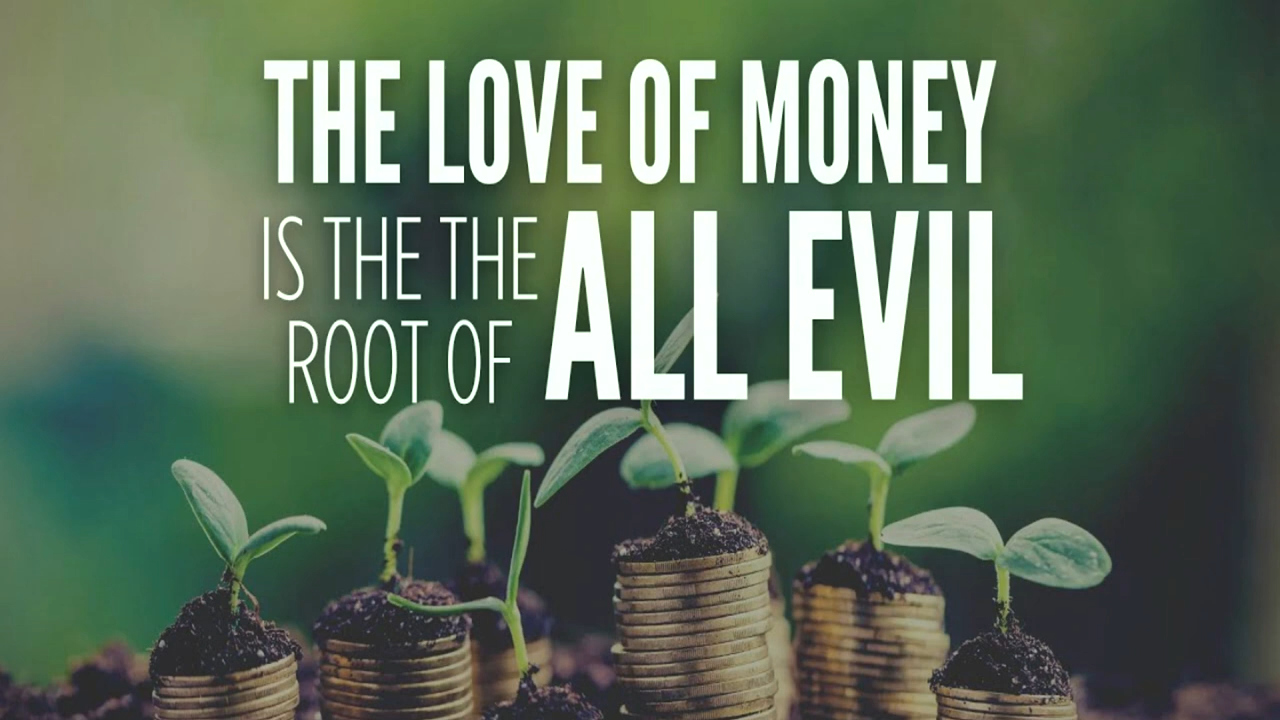 THE LOVE OF MONEY
IS THE THE
ROOT OF
ALL EVIL